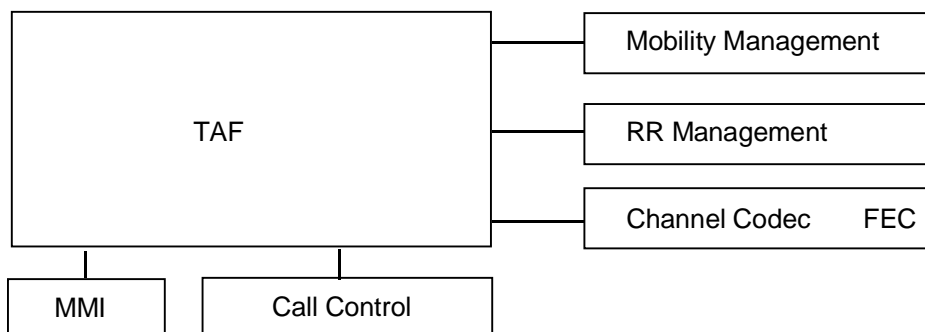 Mobility Management
TAF
RR Management
Channel Codec FEC
MMI
Call Control